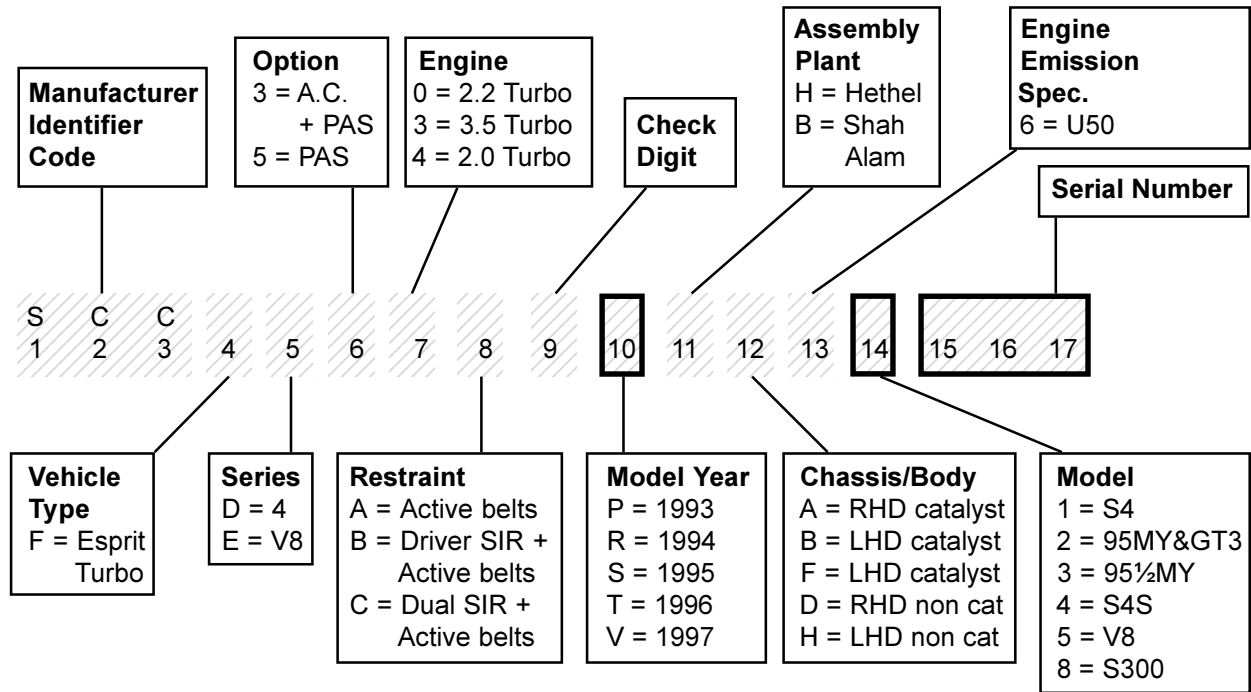 Manufacturer
Identifier
Code
Option
3 = A.C.
+ PAS
5 = PAS
Engine
0 = 2.2 Turbo
3 = 3.5 Turbo
4 = 2.0 Turbo
Check
Digit
Assembly
Plant
H = Hethel
B = Shah
Alam
Engine
Emission
Spec.
6 = U50
Serial Number
S C C
1 2 3 4 5 6 7 8 9 10 11 12 13 14 15 16 17
Vehicle
Type
F = Esprit
Turbo
Series
D = 4
E = V8
Restraint
A = Active belts
B = Driver SIR +
Active belts
C = Dual SIR +
Active belts
Model Year
P = 1993
R = 1994
S = 1995
T = 1996
V = 1997
Chassis/Body
A = RHD catalyst
B = LHD catalyst
F = LHD catalyst
D = RHD non cat
H = LHD non cat
Model
1 = S4
2 = 95MY&GT3
3 = 95½MY
4 = S4S
5 = V8
8 = S300